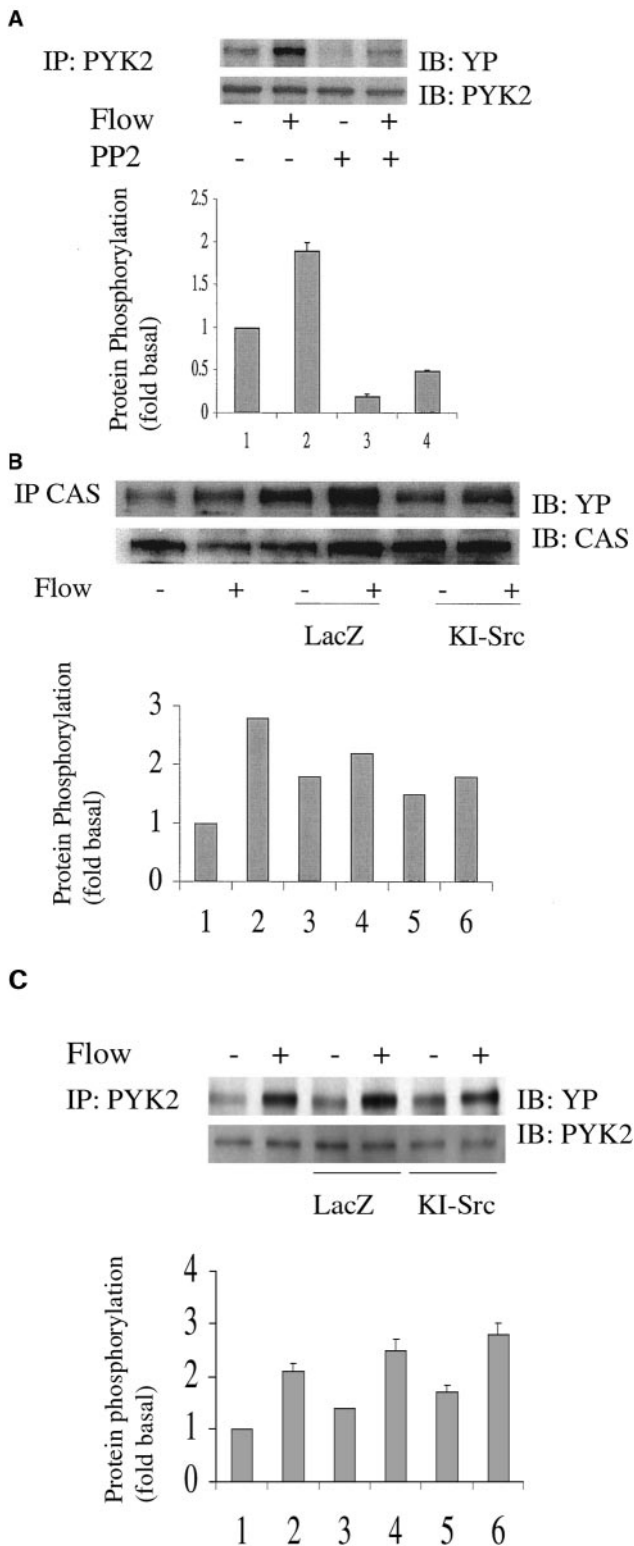 A
IP: PYK2
IB: YP
IB: PYK2
Flow - + - +
PP2 - - + +
Protein Phosphorylation
(fold basal)
2.5
2
1.5
1
0.5
0
1 2 3 4
B
IP CAS
IB: YP
IB: CAS
Flow - + - + - +
LacZ KI-Src
Protein Phosphorylation
(fold basal)
3
2
1
0
1 2 3 4 5 6
C
Flow - + - + - +
IP: PYK2
IB: YP
IB: PYK2
LacZ KI-Src
Protein phosphorylation
(fold basal)
4
3
2
1
0
1 2 3 4 5 6